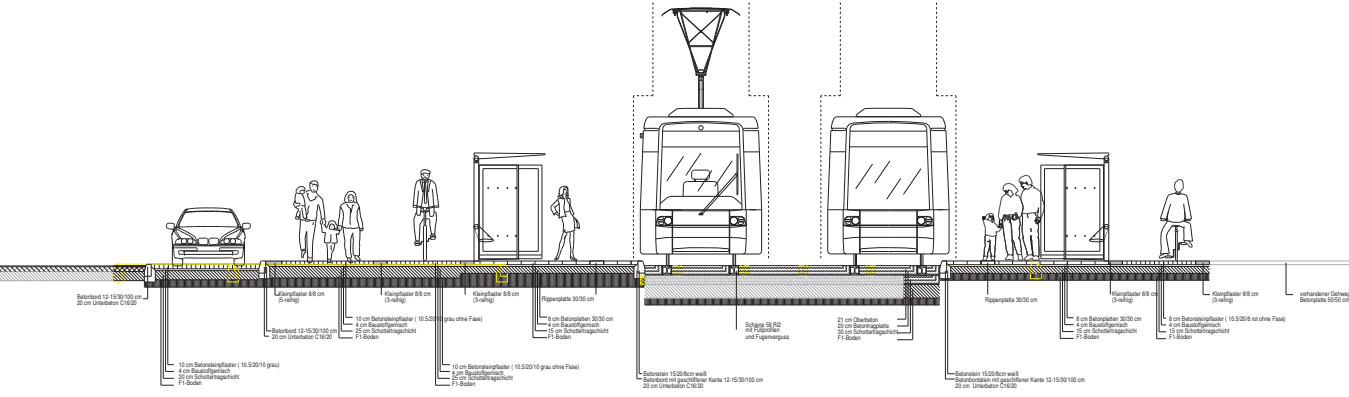 Betonbord 12-15/30/100 cm
20 cm Unterbeton C16/20
10 cm Betonsteinpflaster ( 10.5/20/10 grau)
4 cm Baustoffgemisch
20 cm Schottertragschicht
F1-Boden
Kleinpflaster 8/8 cm
(5-reihig)
Betonbord 12-15/30/100 cm
20 cm Unterbeton C16/20
10 cm Betonsteinpflaster ( 10.5/20/10 grau ohne Fase)
4 cm Baustoffgemisch
25 cm Schottertragschicht
F1-Boden
Kleinpflaster 8/8 cm
(3-reihig)
10 cm Betonsteinpflaster ( 10.5/20/10 grau ohne Fase)
4 cm Baustoffgemisch
25 cm Schottertragschicht
F1-Boden
Kleinpflaster 8/8 cm
(3-reihig)
8 cm Betonplatten 30/30 cm
4 cm Baustoffgemisch
15 cm Schottertragschicht
F1-Boden
Rippenplatte 30/30 cm
Betonstein 15/20/8cm weiß
Betonbord mit geschliffener Kante 12-15/30/100 cm
20 cm Unterbeton C16/20
Schiene 59 Ri2
mit Füllprofilen
und Fugenverguss
21 cm Oberbeton
20 cm Betontragplatte
30 cm Schottertragschicht
F1-Boden
Betonstein 15/20/8cm weiß
Betonbordstein mit geschliffener Kante 12-15/30/100 cm
20 cm Unterbeton C16/20
Rippenplatte 30/30 cm
8 cm Betonplatten 30/30 cm
4 cm Baustoffgemisch
15 cm Schottertragschicht
F1-Boden
Kleinpflaster 8/8 cm
(3-reihig)
8 cm Betonsteinpflaster ( 10.5/20/8 rot ohne Fase)
4 cm Baustoffgemisch
15 cm Schottertragschicht
F1-Boden
Kleinpflaster 8/8 cm
(3-reihig)
vorhandener Gehweg
Betonplatte 50/50 cm